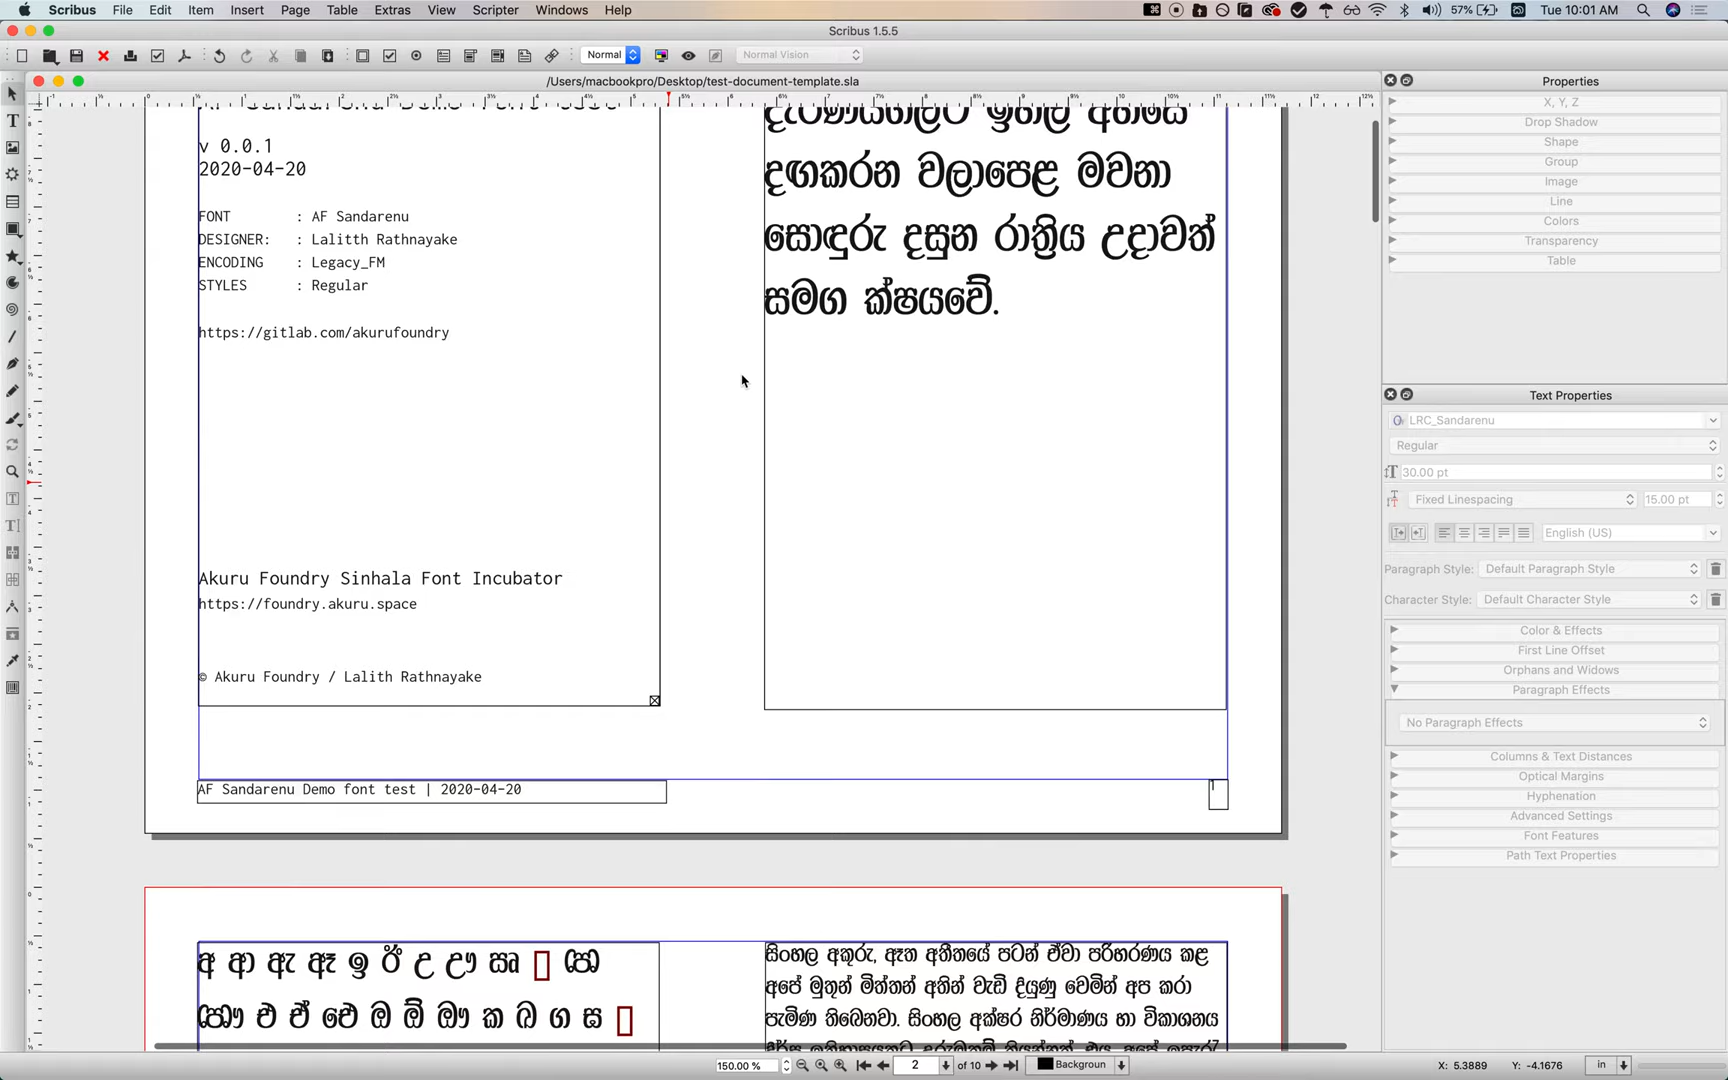 Scribus File Edit Item Insert Page Table Extras View Scripter Windows Help
57% Tue 10:01 AM
Scribus 1.5.5
Normal
Normal Vision
/Users/macbookpro/Desktop/test-document-template.sla
v 0.0.1
2020-04-20
FONT : AF Sandarenu
DESIGNER: : Lalitth Rathnayake
ENCODING : Legacy_FM
STYLES : Regular
https://gitlab.com/akurufoundry
Akuru Foundry Sinhala Font Incubator
https://foundry.akuru.space
© Akuru Foundry / Lalith Rathnayake
AF Sandarenu Demo font test | 2020-04-20
දඟකරන වලාපෙළ මවනා
සොඳුරු දසුන රාත්‍රිය උදාවත්
සමග ක්ෂයවේ.
1
අ ආ ඇ ඈ ඉ ඊ උ ඌ ඍ
එ ඒ ඓ ඔ ඕ ඖ ක ඛ ග ස
සිංහල අකුරු, ඈත අතීතයේ පටන් ඒවා පරිහරණය කළ
අපේ මුතුන් මිත්තන් අතින් වැඩි දියුණු වෙමින් අප කරා
පැමිණ තිබෙනවා. සිංහල අක්ෂර නිර්මාණය හා විකාශනය
Properties
X, Y, Z
Drop Shadow
Shape
Group
Image
Line
Colors
Transparency
Table
Text Properties
LRC_Sandarenu
Regular
30.00 pt
Fixed Linespacing 15.00 pt
English (US)
Paragraph Style: Default Paragraph Style
Character Style: Default Character Style
Color & Effects
First Line Offset
Orphans and Widows
Paragraph Effects
No Paragraph Effects
Columns & Text Distances
Optical Margins
Hyphenation
Advanced Settings
Font Features
Path Text Properties
150.00 % 2 of 10 Backgroun
X: 5.3889 Y: -4.1676 in